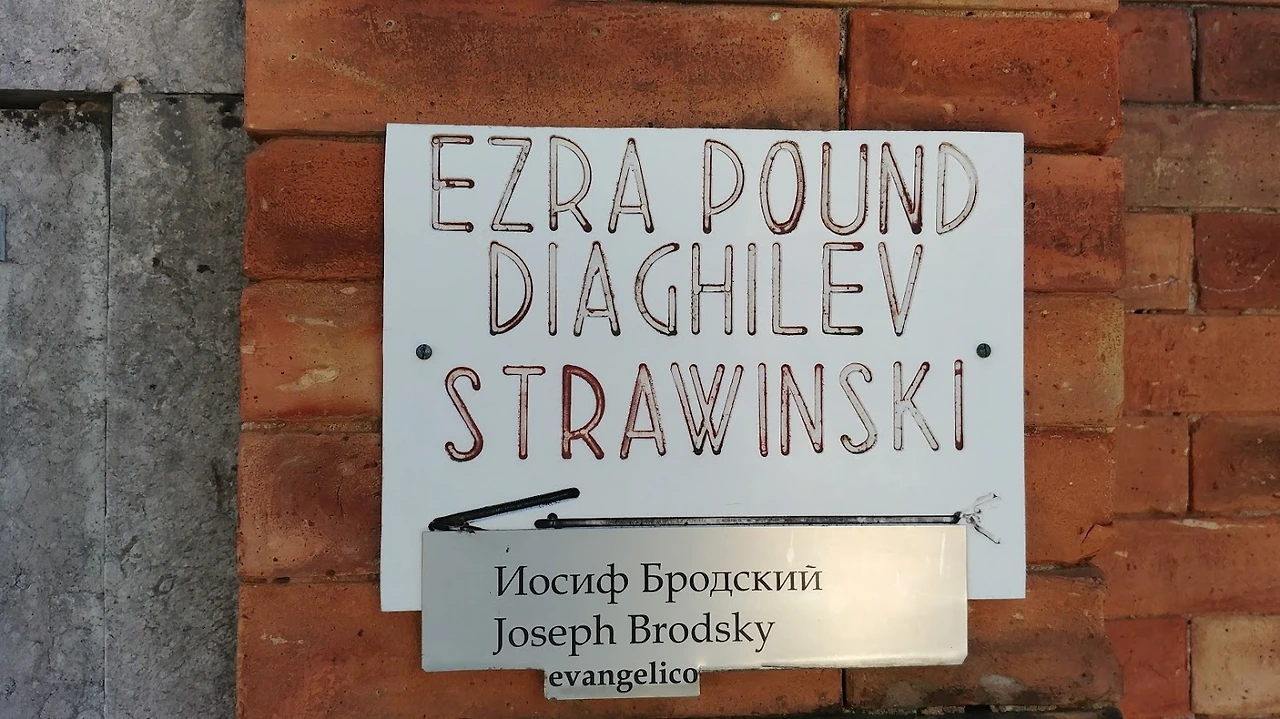 EZRA POUND
DIAGHILEV
STRAWINSKI
Иосиф Бродский
Joseph Brodsky
evangelico